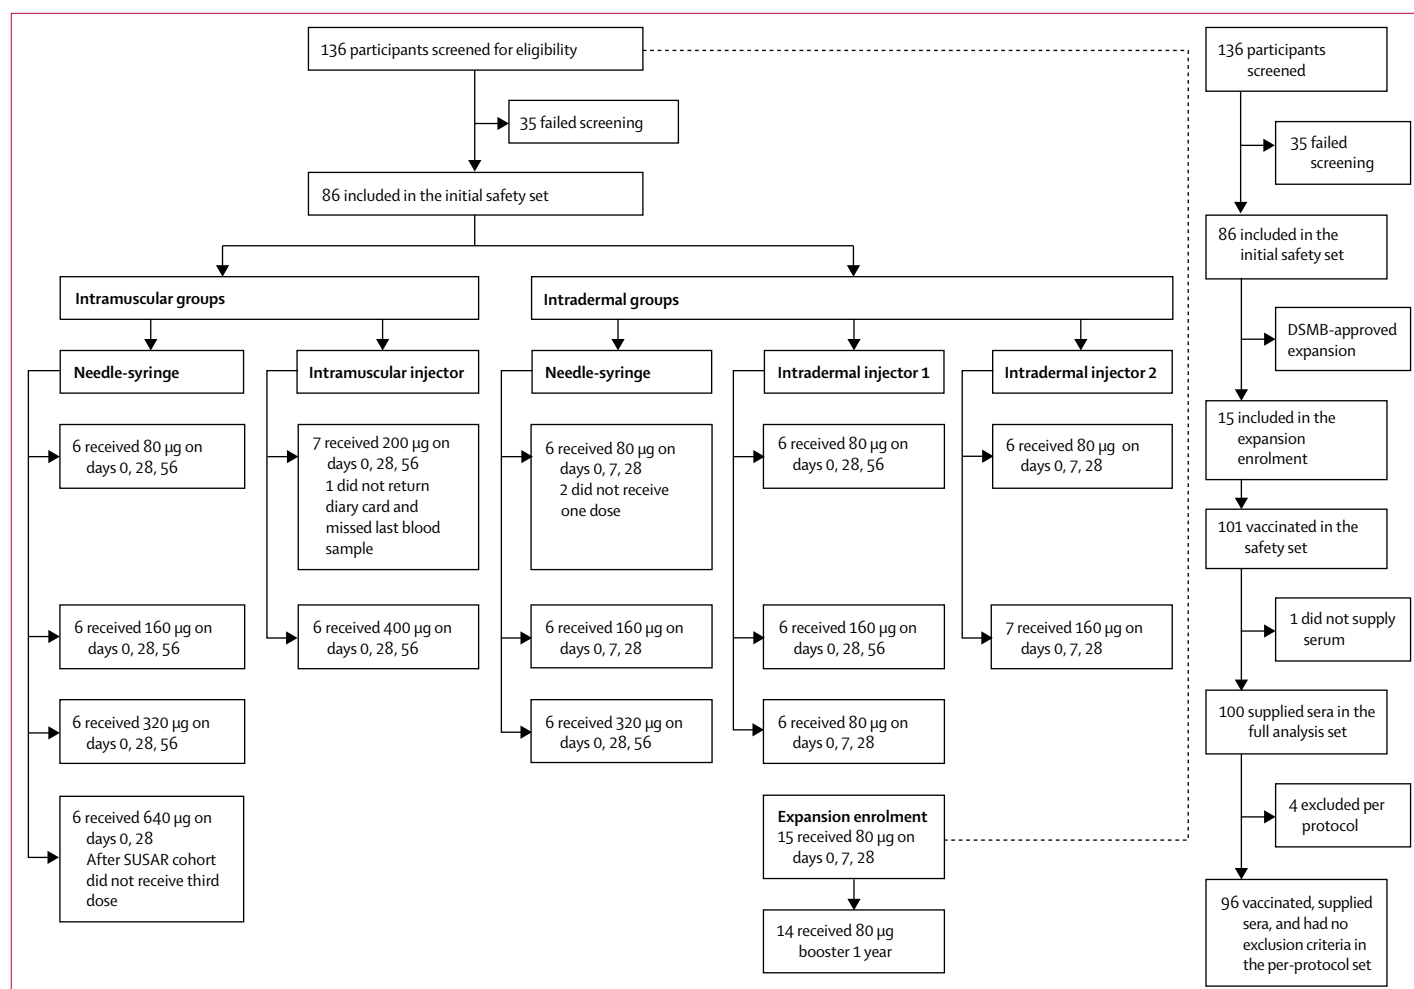 136 participants screened for eligibility
35 failed screening
86 included in the initial safety set
Intramuscular groups
Intradermal groups
Needle-syringe
Intramuscular injector
Needle-syringe
Intradermal injector 1
Intradermal injector 2
6 received 80 µg on
days 0, 28, 56
7 received 200 µg on
days 0, 28, 56
1 did not return
diary card and
missed last blood
sample
6 received 80 µg on
days 0, 7, 28
2 did not receive
one dose
6 received 80 µg on
days 0, 28, 56
6 received 80 µg on
days 0, 7, 28
6 received 160 µg on
days 0, 28, 56
6 received 400 µg on
days 0, 28, 56
6 received 160 µg on
days 0, 7, 28
6 received 160 µg on
days 0, 28, 56
7 received 160 µg on
days 0, 7, 28
6 received 320 µg on
days 0, 28, 56
6 received 320 µg on
days 0, 28, 56
6 received 80 µg on
days 0, 7, 28
6 received 640 µg on
days 0, 28
After SUSAR cohort
did not receive third
dose
Expansion enrolment
15 received 80 µg on
days 0, 7, 28
14 received 80 µg
booster 1 year
136 participants
screened
35 failed
screening
86 included in the
initial safety set
DSMB-approved
expansion
15 included in the
expansion
enrolment
101 vaccinated in the
safety set
1 did not supply
serum
100 supplied sera in the
full analysis set
4 excluded per
protocol
96 vaccinated, supplied
sera, and had no
exclusion criteria in
the per-protocol set